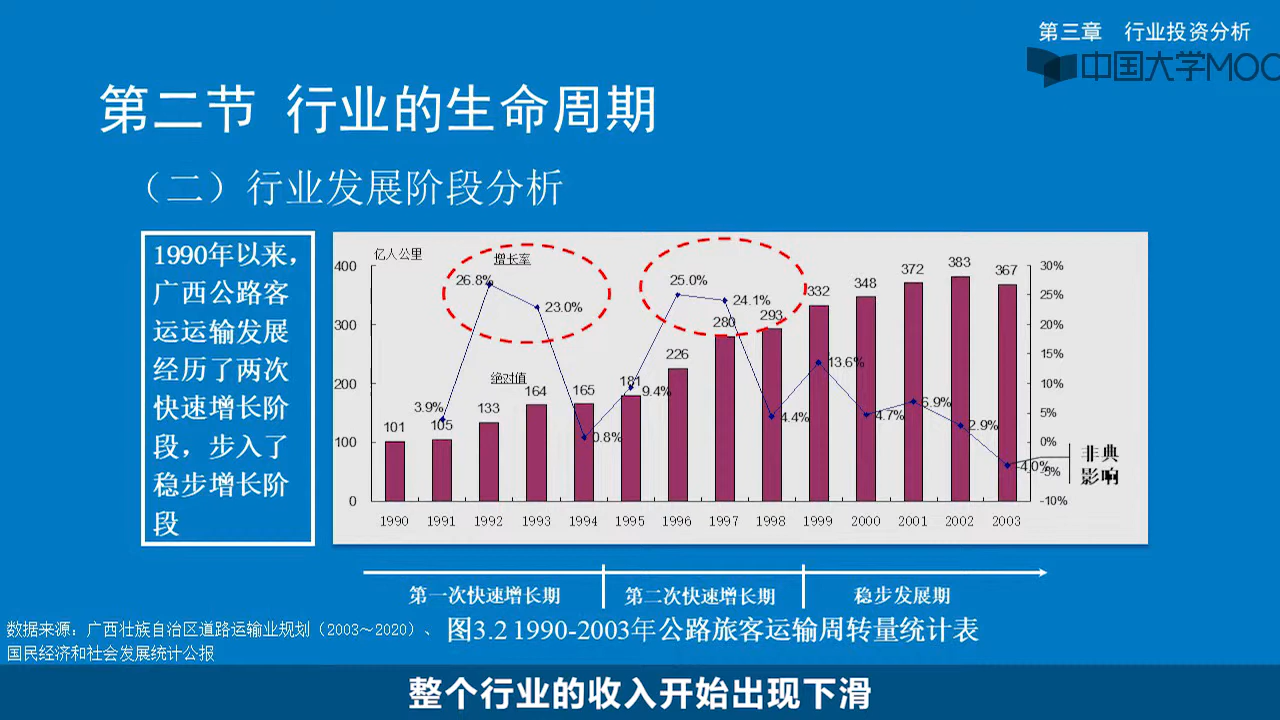 第三章 行业投资分析
中国大学MOOC
第二节 行业的生命周期
（二）行业发展阶段分析
1990年以来，
广西公路客
运运输发展
经历了两次
快速增长阶
段，步入了
稳步增长阶
段
亿人公里
增长率
绝对值
400
300
200
100
0
30%
25%
20%
15%
10%
5%
0%
-5%
-10%
3.9%
26.8%
23.0%
0.8%
9.4%
25.0%
24.1%
4.4%
13.6%
4.7%
6.9%
2.9%
-4.0%
101
105
133
164
165
181
226
280
293
332
348
372
383
367
1990 1991 1992 1993 1994 1995 1996 1997 1998 1999 2000 2001 2002 2003
非典
影响
第一次快速增长期 第二次快速增长期 稳步发展期
数据来源：广西壮族自治区道路运输业规划（2003～2020）、
国民经济和社会发展统计公报
图3.2 1990-2003年公路旅客运输周转量统计表
整个行业的收入开始出现下滑